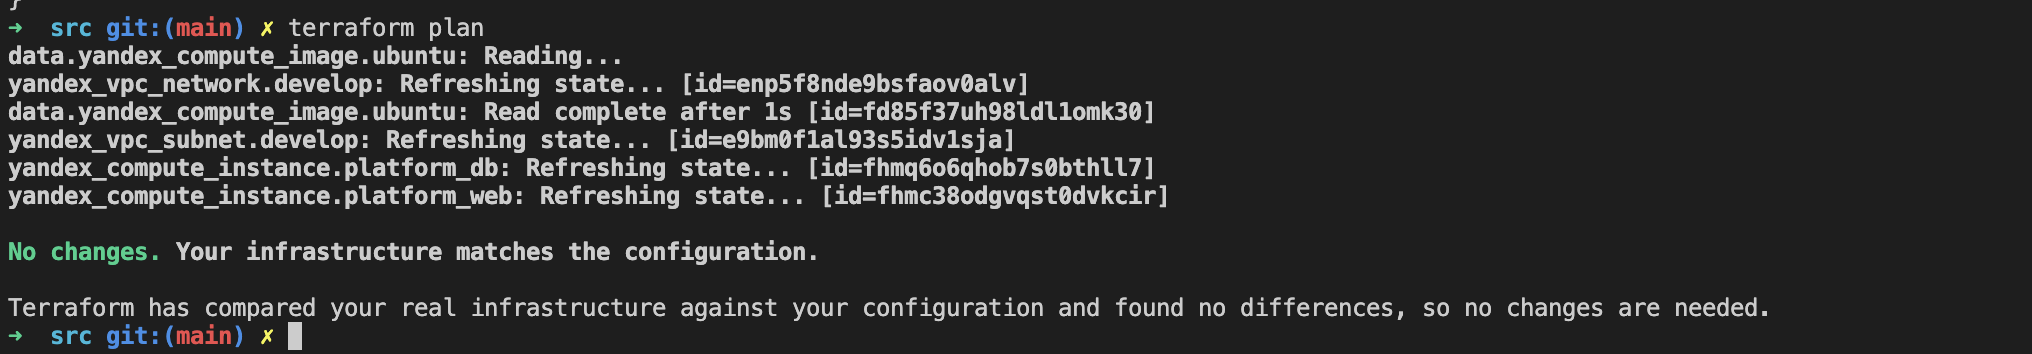 }
➜  src git:(main) ✗ terraform plan
data.yandex_compute_image.ubuntu: Reading...
yandex_vpc_network.develop: Refreshing state... [id=enp5f8nde9bsfaov0alv]
data.yandex_compute_image.ubuntu: Read complete after 1s [id=fd85f37uh98ldl1omk30]
yandex_vpc_subnet.develop: Refreshing state... [id=e9bm0f1al93s5idv1sja]
yandex_compute_instance.platform_db: Refreshing state... [id=fhmq6o6qhob7s0bthll7]
yandex_compute_instance.platform_web: Refreshing state... [id=fhmc38odgvqst0dvkcir]
No changes. Your infrastructure matches the configuration.
Terraform has compared your real infrastructure against your configuration and found no differences, so no changes are needed.
➜  src git:(main) ✗